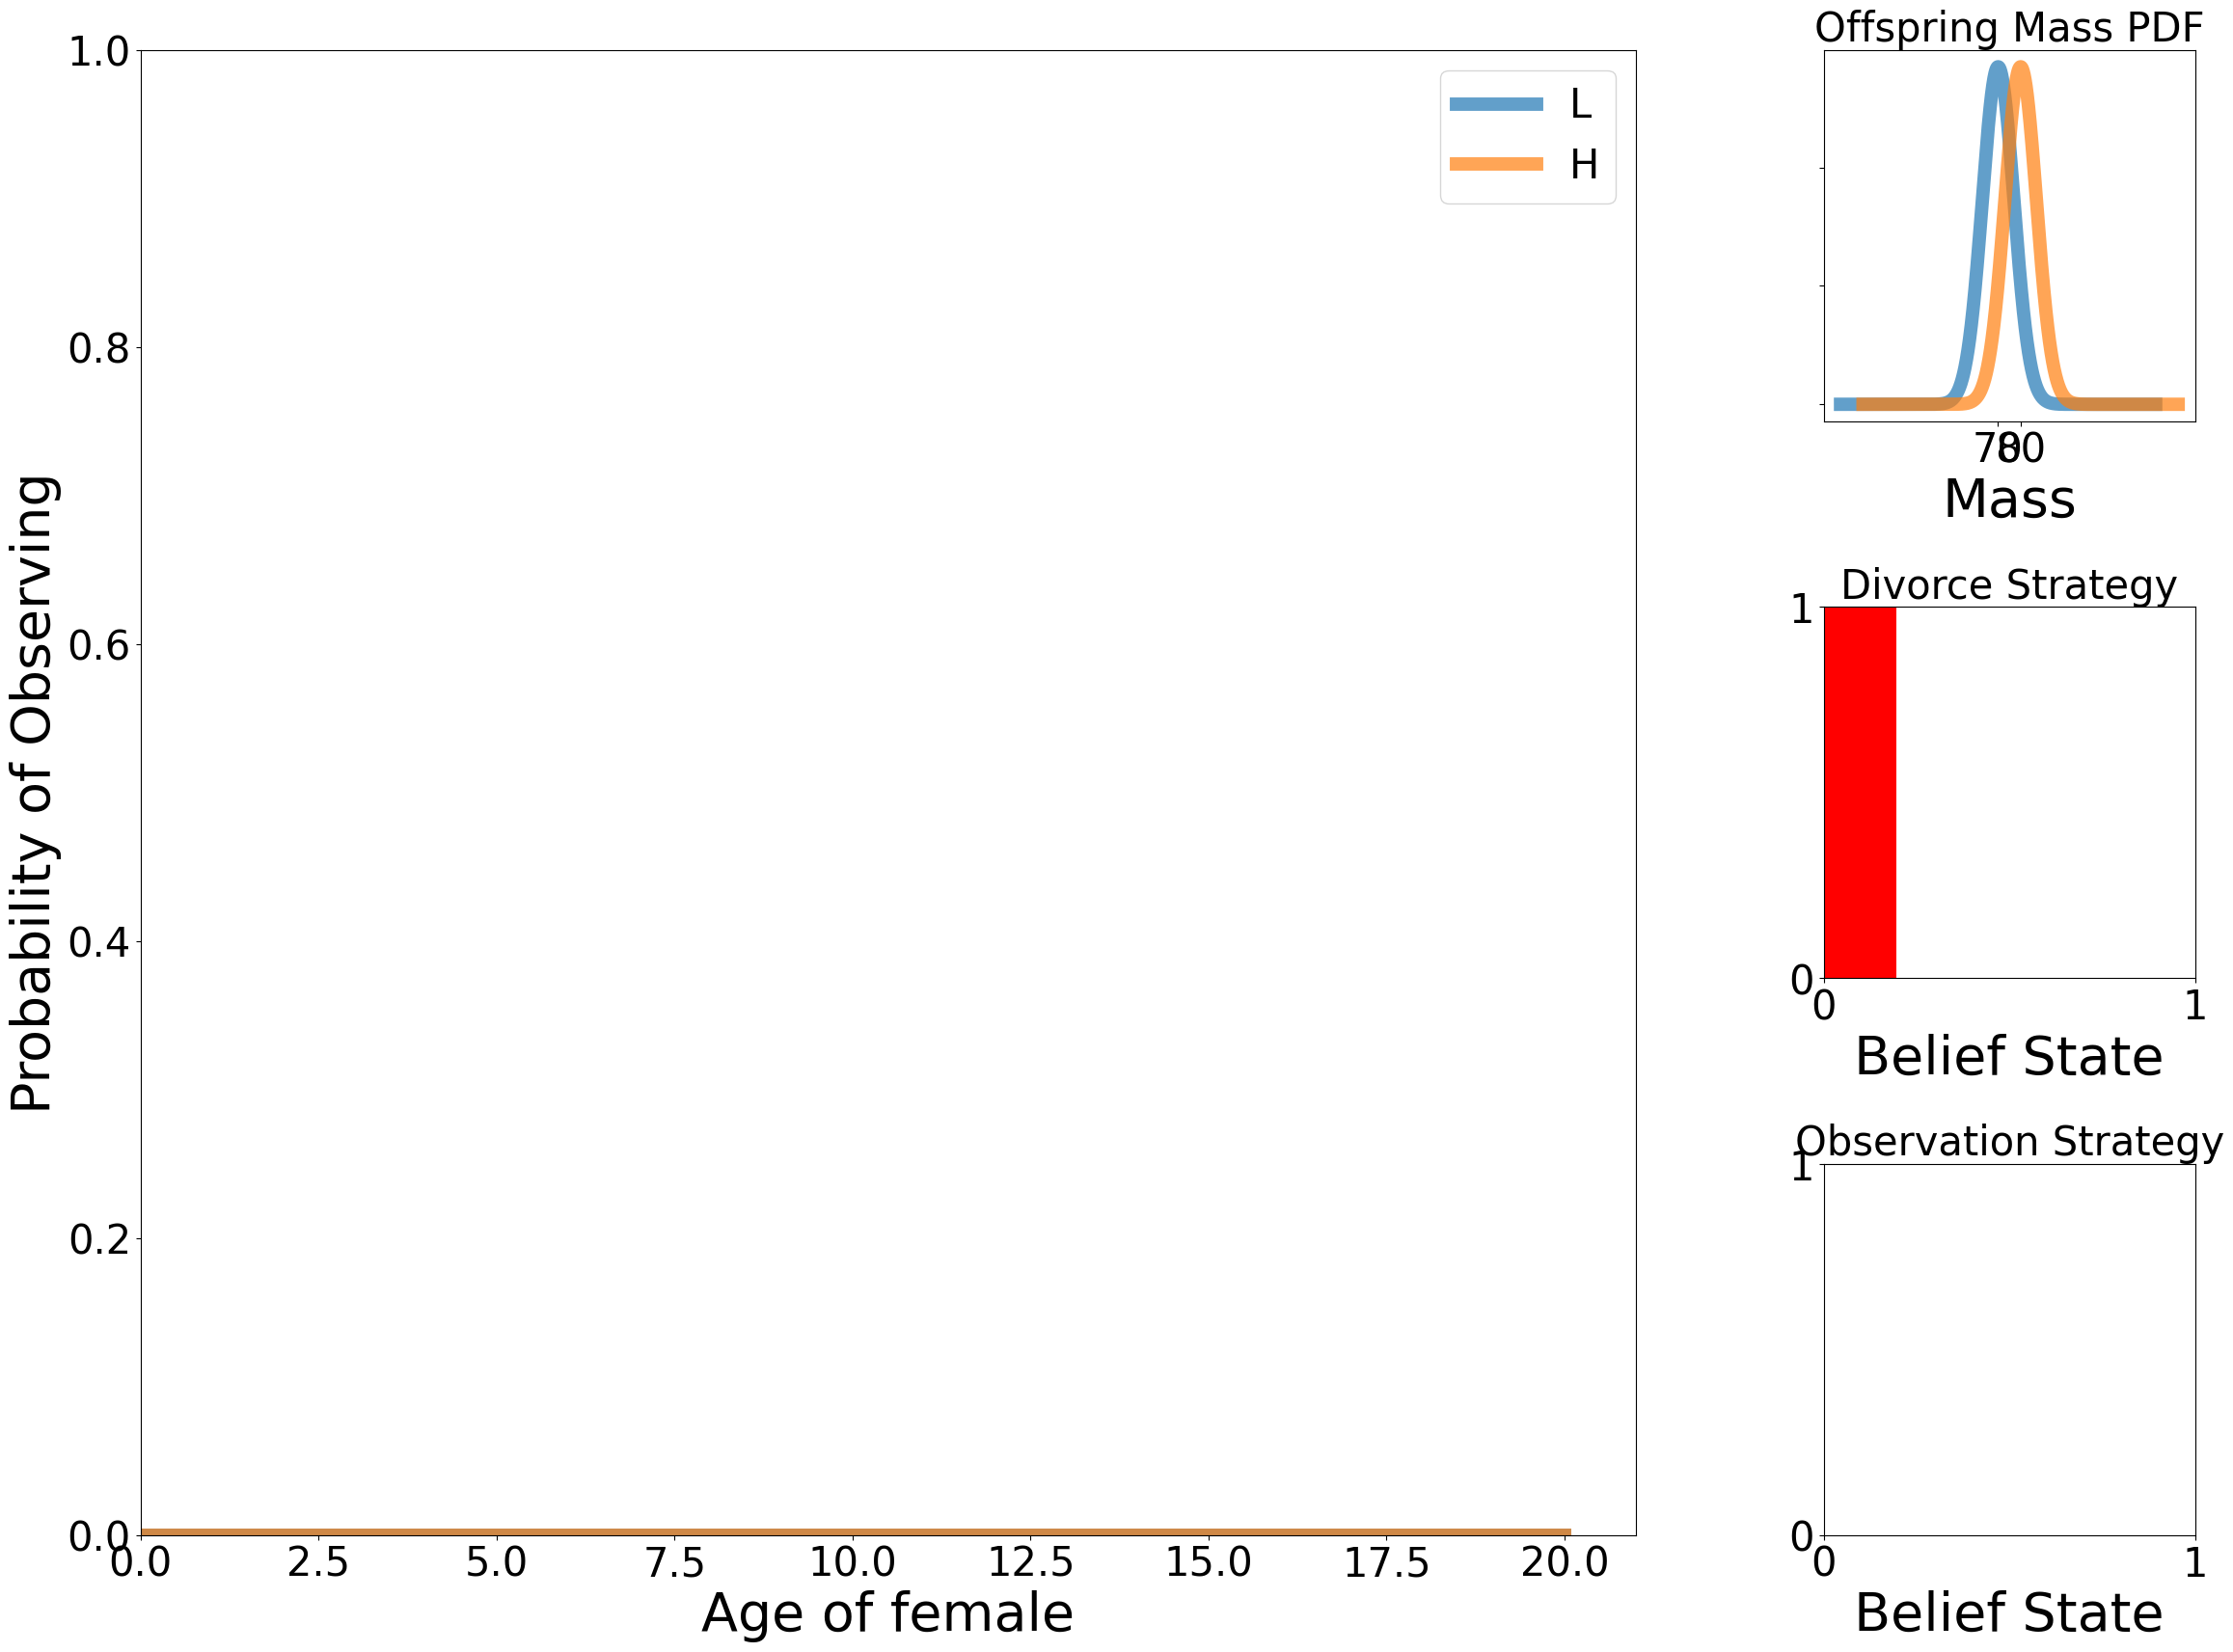 Offspring Mass PDF
1.0
0.8
0.6
0.4
0.2
0.0
Probability of Observing
0.0 2.5 5.0 7.5 10.0 12.5 15.0 17.5 20.0
Age of female
L
H
70 80
Mass
Divorce Strategy
1
0
0 1
Belief State
Observation Strategy
1
0
0 1
Belief State